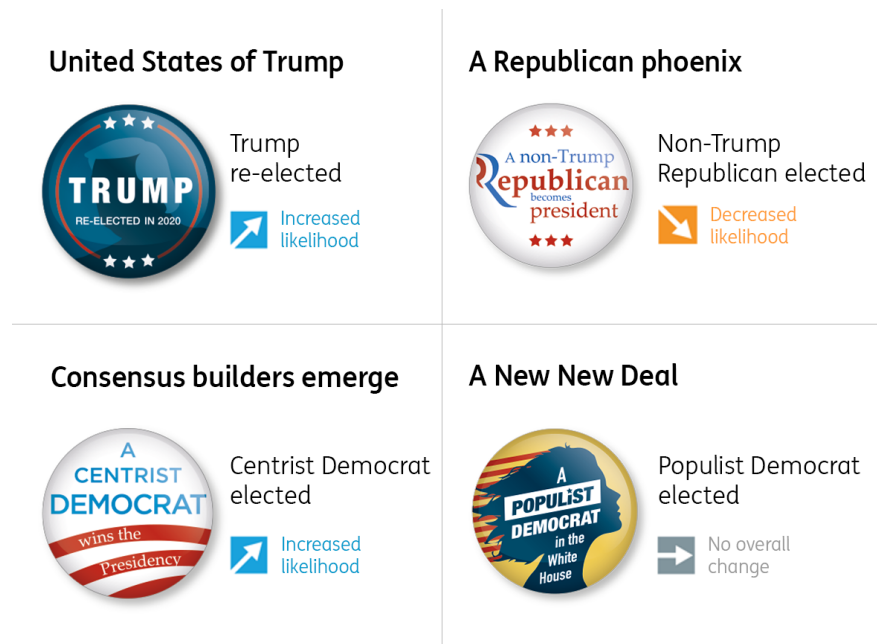 United States of Trump
TRUMP
RE-ELECTED IN 2020
Trump
re-elected
Increased
likelihood
A Republican phoenix
A non-Trump
Republican
becomes
president
Non-Trump
Republican elected
Decreased
likelihood
Consensus builders emerge
A
CENTRIST
DEMOCRAT
wins the
Presidency
Centrist Democrat
elected
Increased
likelihood
A New New Deal
A
POPULiST
DEMOCRAT
in the
White
House
Populist Democrat
elected
No overall
change